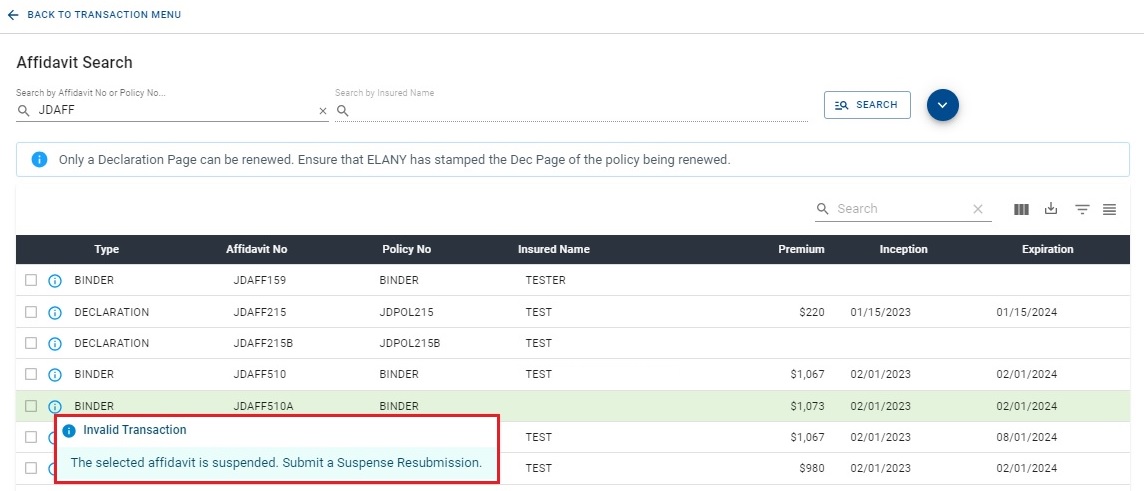 BACK TO TRANSACTION MENU
Affidavit Search
Search by Affidavit No or Policy No... Search by Insured Name
JDAFF
SEARCH
Only a Declaration Page can be renewed. Ensure that ELANY has stamped the Dec Page of the policy being renewed.
Search
Type Affidavit No Policy No Insured Name Premium Inception Expiration
BINDER JDAFF159 BINDER TESTER
DECLARATION JDAFF215 JDPOL215 TEST $220 01/15/2023 01/15/2024
DECLARATION JDAFF215B JDPOL215B TEST
BINDER JDAFF510 BINDER TEST $1,067 02/01/2023 02/01/2024
BINDER JDAFF510A BINDER $1,073 02/01/2023 02/01/2024
Invalid Transaction
TEST $1,067 02/01/2023 08/01/2024
The selected affidavit is suspended. Submit a Suspense Resubmission.
TEST $980 02/01/2023 02/01/2024